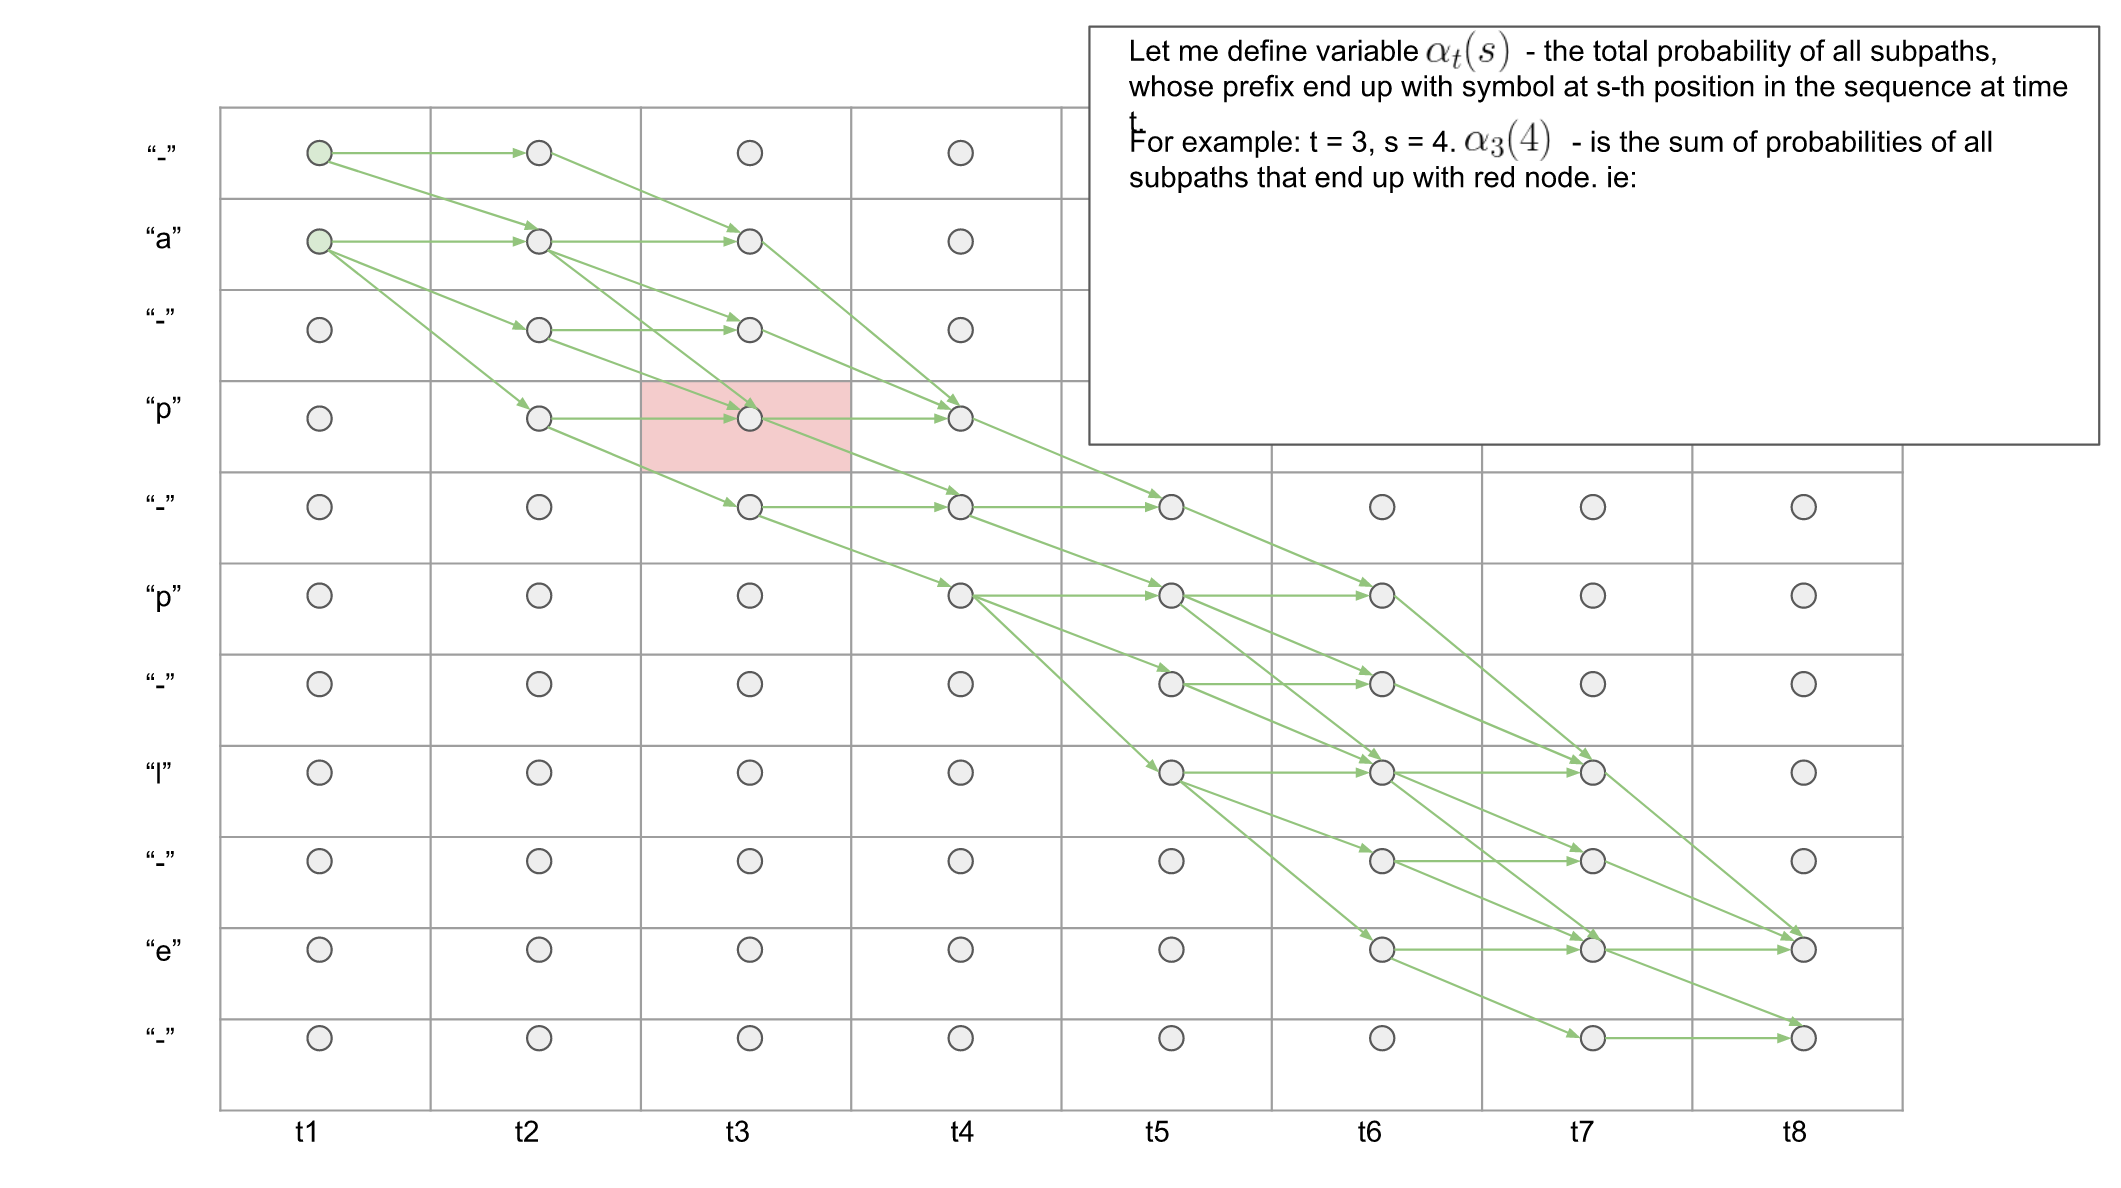 Let me define variable αₜ(s) - the total probability of all subpaths,
whose prefix end up with symbol at s-th position in the sequence at time
t.
For example: t = 3, s = 4. α₃(4) - is the sum of probabilities of all
subpaths that end up with red node. ie:
“-”
“a”
“-”
“p”
“-”
“p”
“-”
“l”
“-”
“e”
“-”
t1 t2 t3 t4 t5 t6 t7 t8